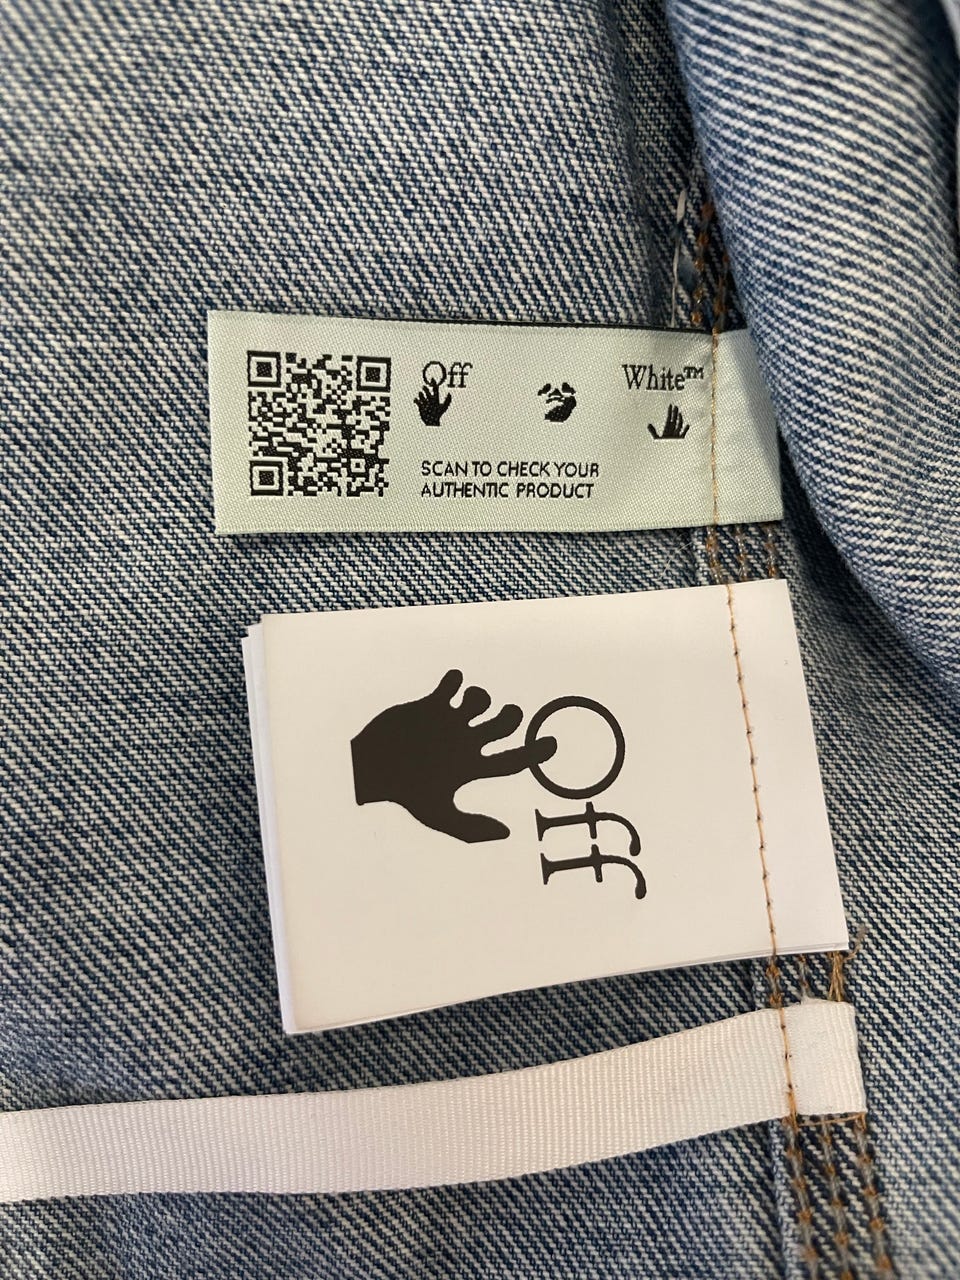 Off
White™
SCAN TO CHECK YOUR
AUTHENTIC PRODUCT
Off